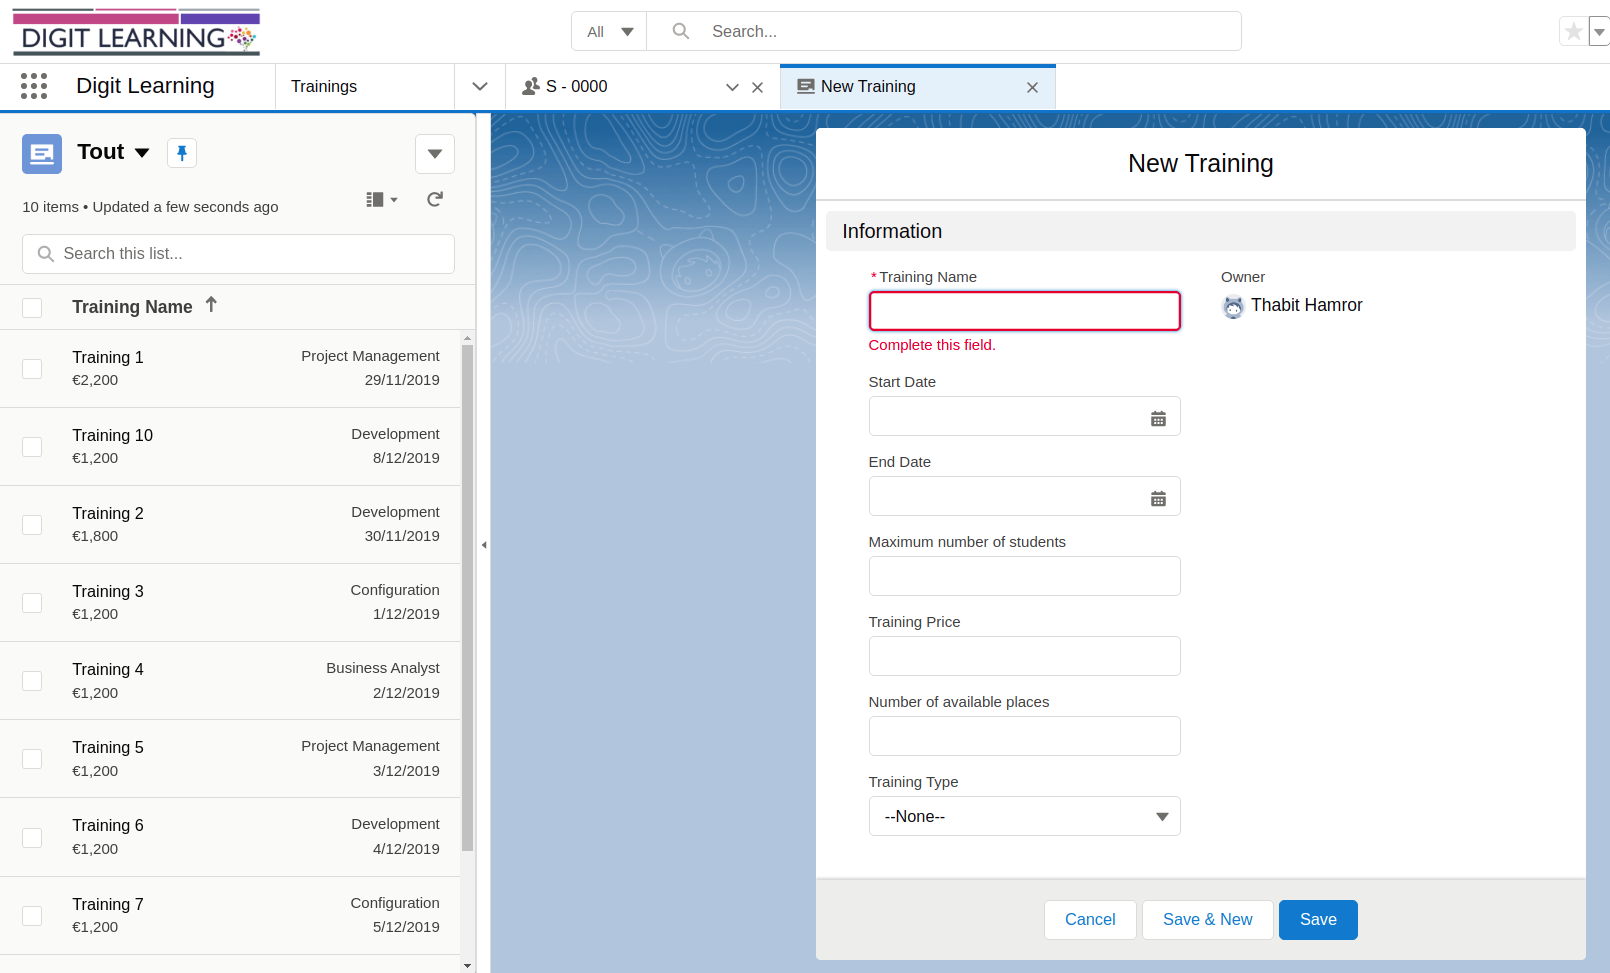 DIGIT LEARNING
All
Search...
Digit Learning
Trainings
S - 0000
New Training
Tout
10 items • Updated a few seconds ago
Search this list...
Training Name
Training 1
Project Management
€2,200
29/11/2019
Training 10
Development
€1,200
8/12/2019
Training 2
Development
€1,800
30/11/2019
Training 3
Configuration
€1,200
1/12/2019
Training 4
Business Analyst
€1,200
2/12/2019
Training 5
Project Management
€1,200
3/12/2019
Training 6
Development
€1,200
4/12/2019
Training 7
Configuration
€1,200
5/12/2019
New Training
Information
* Training Name
Complete this field.
Owner
Thabit Hamror
Start Date
End Date
Maximum number of students
Training Price
Number of available places
Training Type
--None--
Cancel
Save & New
Save